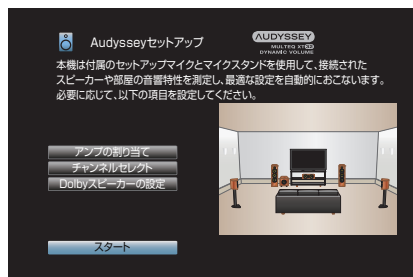 Audysseyセットアップ
AUDYSSEY
MULTEQ XT32
DYNAMIC VOLUME
本機は付属のセットアップマイクとマイクスタンドを使用して、接続された
スピーカーや部屋の音響特性を測定し、最適な設定を自動的におこないます。
必要に応じて、以下の項目を設定してください。
アンプの割り当て
チャンネルセレクト
Dolbyスピーカーの設定
スタート